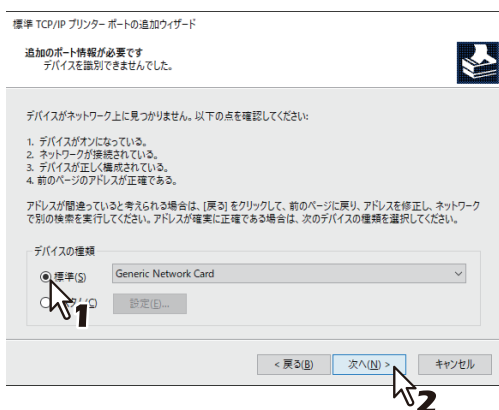 標準 TCP/IP プリンター ポートの追加ウィザード
追加のポート情報が必要です
デバイスを識別できませんでした。
デバイスがネットワーク上に見つかりません。以下の点を確認してください:
1. デバイスがオンになっている。
2. ネットワークが接続されている。
3. デバイスが正しく構成されている。
4. 前のページのアドレスが正確である。
アドレスが間違っていると考えられる場合は、[戻る] をクリックして、前のページに戻り、アドレスを修正し、ネットワーク
で別の検索を実行してください。アドレスが確実に正確である場合は、次のデバイスの種類を選択してください。
デバイスの種類
標準(S) Generic Network Card
(C) 設定(E)...
1
< 戻る(B) 次へ(N) > キャンセル
2